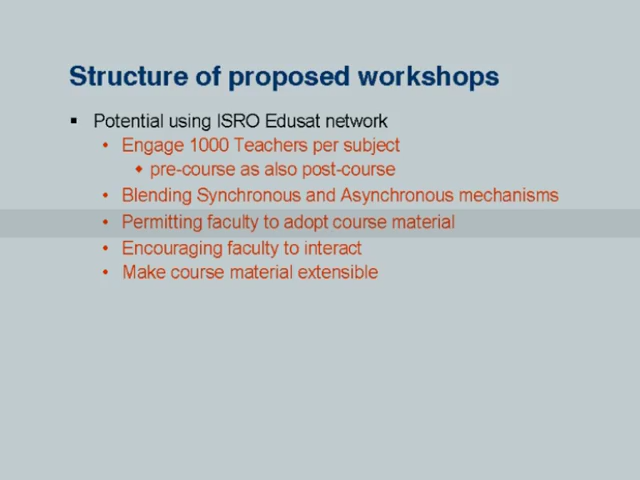 Structure of proposed workshops
▪ Potential using ISRO Edusat network
• Engage 1000 Teachers per subject
◆ pre-course as also post-course
• Blending Synchronous and Asynchronous mechanisms
• Permitting faculty to adopt course material
• Encouraging faculty to interact
• Make course material extensible